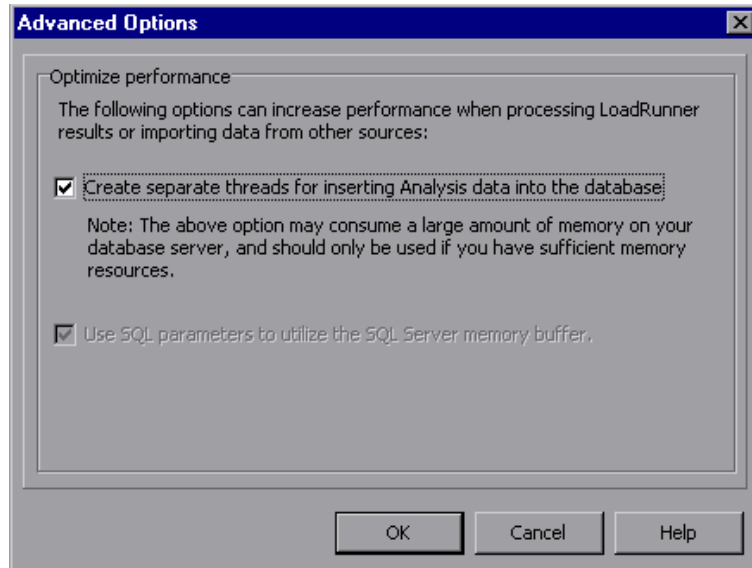 Advanced Options
Optimize performance
The following options can increase performance when processing LoadRunner
results or importing data from other sources:
Create separate threads for inserting Analysis data into the database
Note: The above option may consume a large amount of memory on your
database server, and should only be used if you have sufficient memory
resources.
Use SQL parameters to utilize the SQL Server memory buffer.
OK Cancel Help